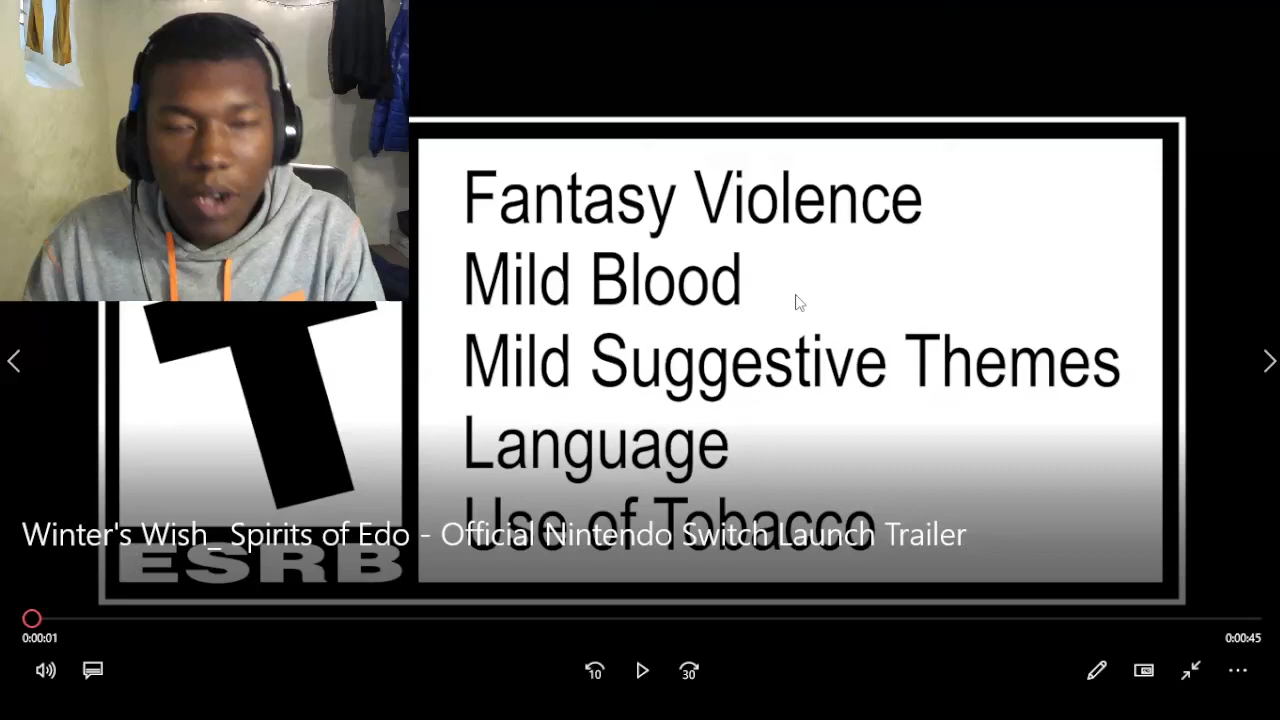 Fantasy Violence
Mild Blood
Mild Suggestive Themes
Language
Use of Tobacco
T
ESRB
Winter's Wish_ Spirits of Edo - Official Nintendo Switch Launch Trailer
0:00:01
0:00:45
10
30